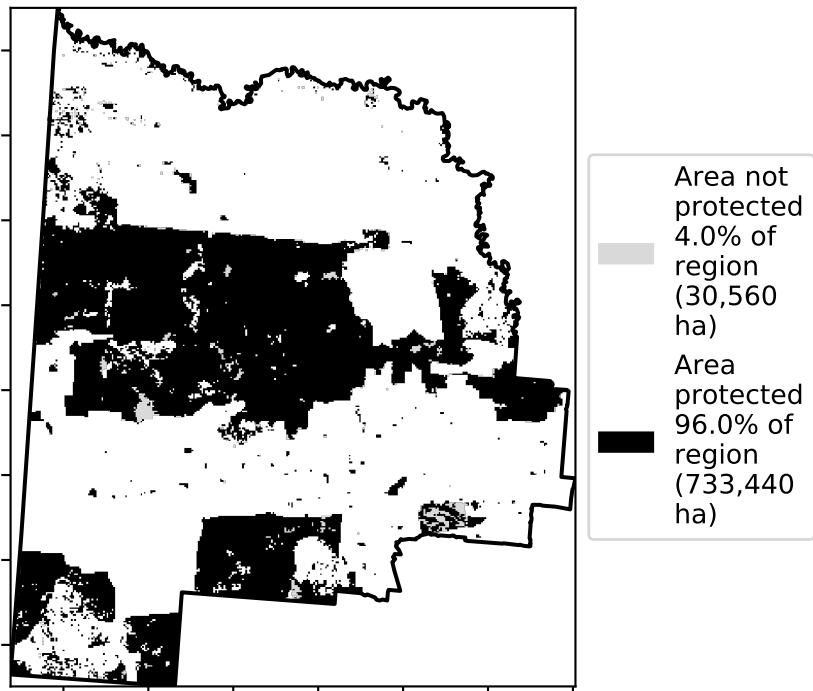 Area not
protected
4.0% of
region
(30,560
ha)
Area
protected
96.0% of
region
(733,440
ha)